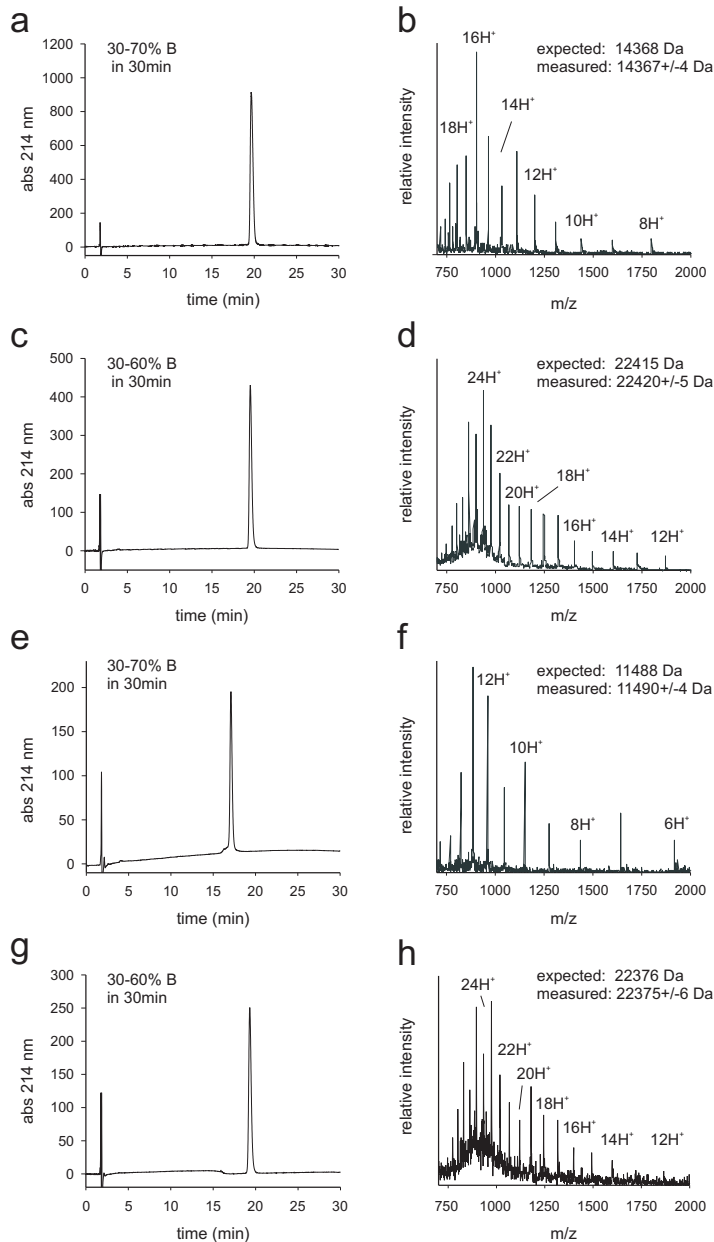 a
30-70% B
in 30min
1200
1000
800
600
400
200
0
abs 214 nm
0 5 10 15 20 25 30
time (min)
b
expected: 14368 Da
measured: 14367+/-4 Da
16H⁺
18H⁺
14H⁺
12H⁺
10H⁺
8H⁺
relative intensity
750 1000 1250 1500 1750 2000
m/z
c
30-60% B
in 30min
500
400
300
200
100
0
abs 214 nm
0 5 10 15 20 25 30
time (min)
d
expected: 22415 Da
measured: 22420+/-5 Da
24H⁺
22H⁺
20H⁺
18H⁺
16H⁺
14H⁺
12H⁺
relative intensity
750 1000 1250 1500 1750 2000
m/z
e
30-70% B
in 30min
200
150
100
50
0
abs 214 nm
0 5 10 15 20 25 30
time (min)
f
expected: 11488 Da
measured: 11490+/-4 Da
12H⁺
10H⁺
8H⁺
6H⁺
relative intensity
750 1000 1250 1500 1750 2000
m/z
g
30-60% B
in 30min
300
250
200
150
100
50
0
abs 214 nm
0 5 10 15 20 25 30
time (min)
h
expected: 22376 Da
measured: 22375+/-6 Da
24H⁺
22H⁺
20H⁺
18H⁺
16H⁺
14H⁺
12H⁺
relative intensity
750 1000 1250 1500 1750 2000
m/z